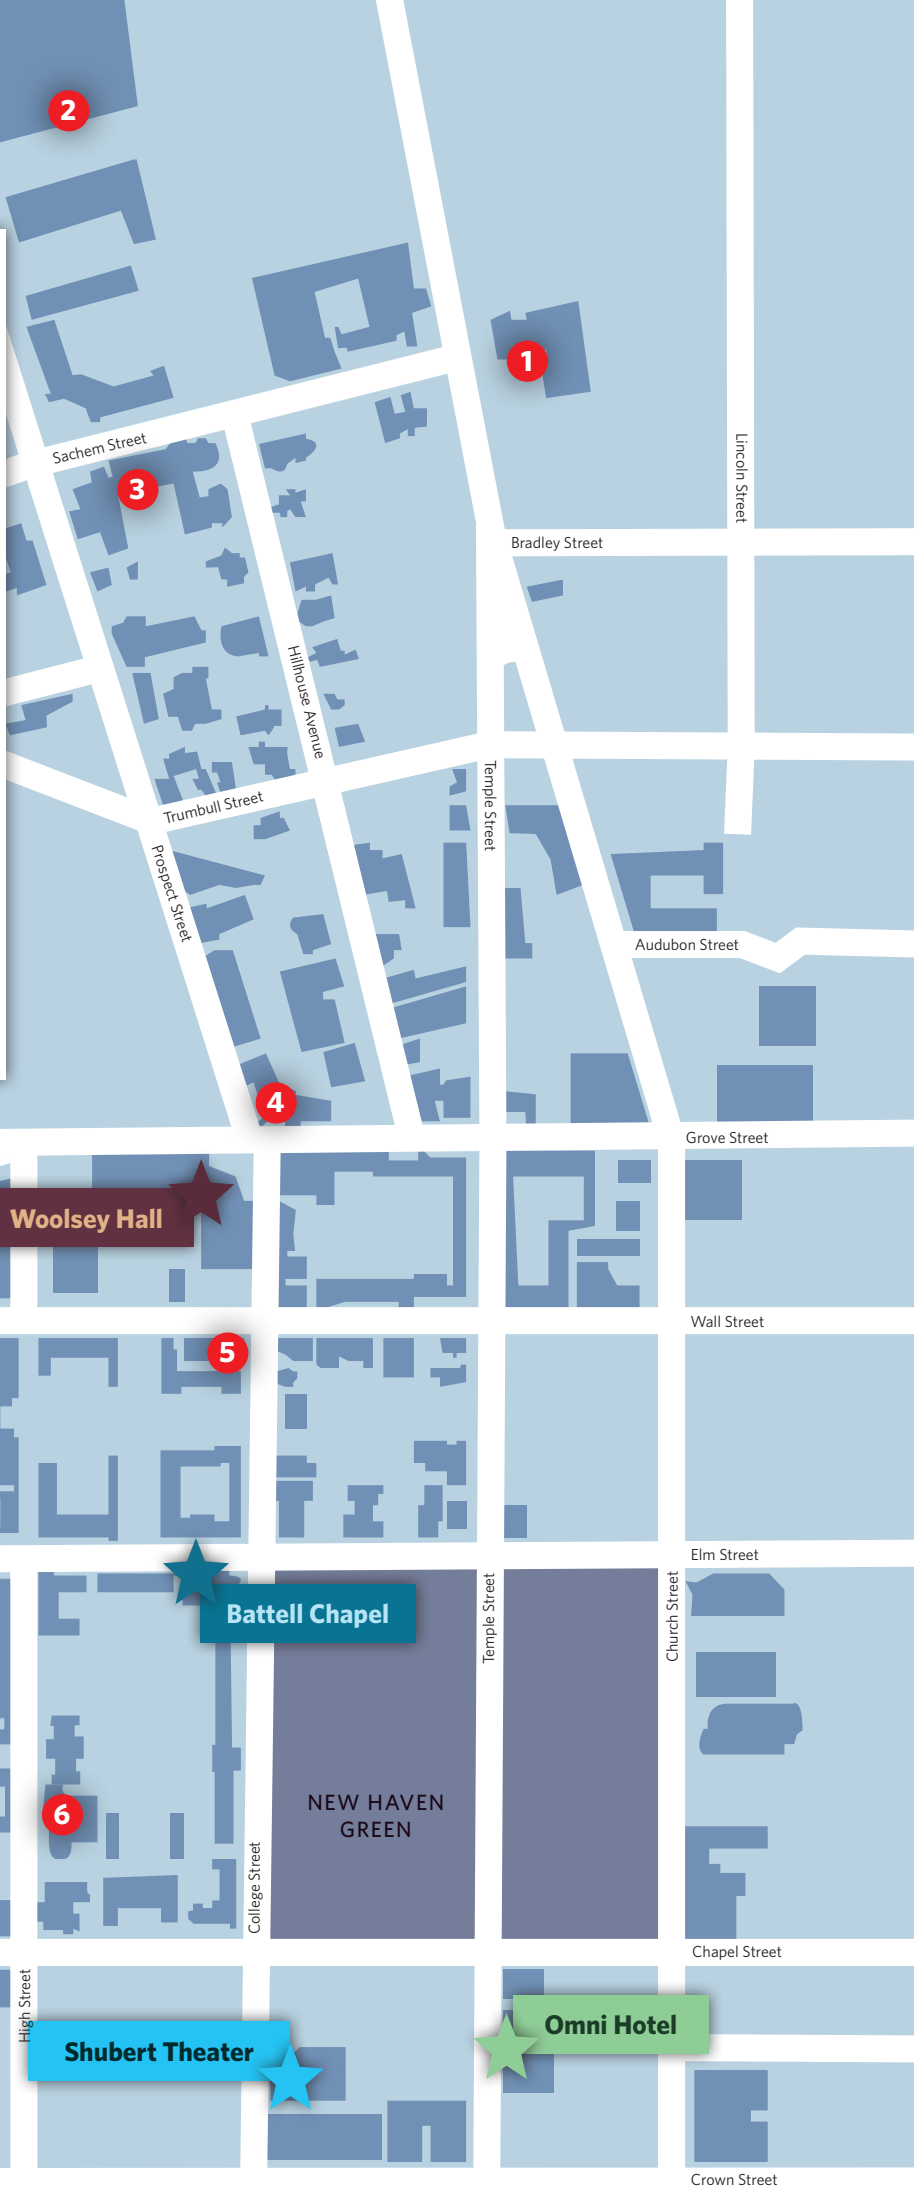 2
1
Sachem Street
3
Lincoln Street
Bradley Street
Hillhouse Avenue
Temple Street
Trumbull Street
Prospect Street
Audubon Street
4
Grove Street
Woolsey Hall
Wall Street
5
Elm Street
Battell Chapel
Temple Street
Church Street
NEW HAVEN
GREEN
6
College Street
Chapel Street
High Street
Omni Hotel
Shubert Theater
Crown Street